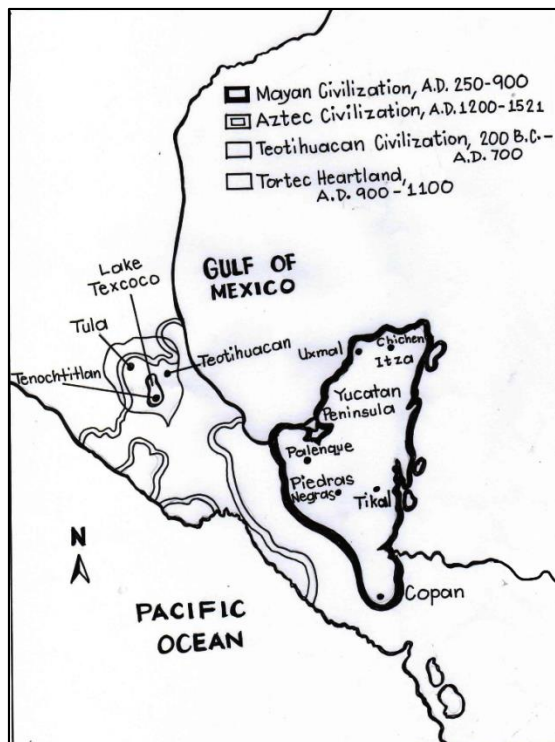 Mayan Civilization, A.D. 250-900
Aztec Civilization, A.D. 1200-1521
Teotihuacan Civilization, 200 B.C.-
A.D. 700
Tortec Heartland,
A.D. 900-1100
GULF OF
MEXICO
Lake
Texcoco
Tula
Teotihuacan
Tenochtitlan
Uxmal
Chichen
Itza
Yucatan
Peninsula
Palenque
Piedras
Negras
Tikal
Copan
N
PACIFIC
OCEAN